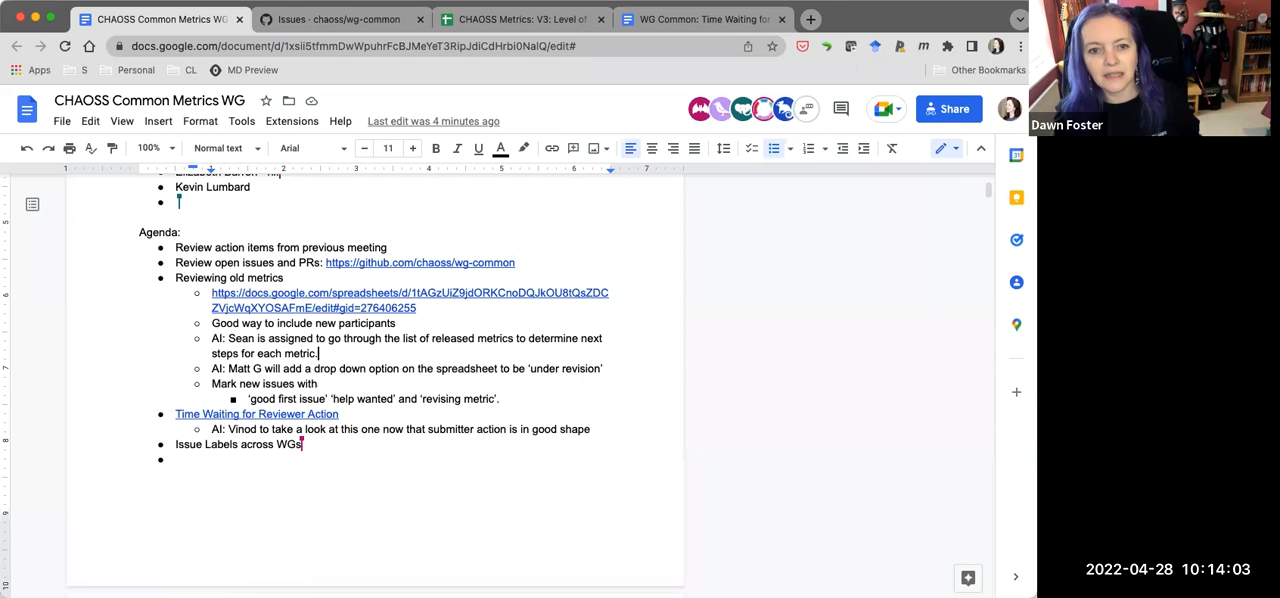 CHAOSS Common Metrics WG
Issues · chaoss/wg-common
CHAOSS Metrics: V3: Level of
WG Common: Time Waiting for
docs.google.com/document/d/1xsii5tfmmDwWpuhrFcBJMeYeT3RipJdiCdHrbi0NalQ/edit#
Apps
S
Personal
CL
MD Preview
Other Bookmarks
Dawn Foster
CHAOSS Common Metrics WG
File Edit View Insert Format Tools Extensions Help
Last edit was 4 minutes ago
Share
100%
Normal text
Arial
11
B I U A
1 2 3 4 5 6 7
Kevin Lumbard
Agenda:
Review action items from previous meeting
Review open issues and PRs: https://github.com/chaoss/wg-common
Reviewing old metrics
https://docs.google.com/spreadsheets/d/1tAGzUiZ9jdORKCnoDQJkOU8tQsZDC
ZVjcWqXYOSAFmE/edit#gid=276406255
Good way to include new participants
AI: Sean is assigned to go through the list of released metrics to determine next
steps for each metric.
AI: Matt G will add a drop down option on the spreadsheet to be ‘under revision’
Mark new issues with
‘good first issue’ ‘help wanted’ and ‘revising metric’.
Time Waiting for Reviewer Action
AI: Vinod to take a look at this one now that submitter action is in good shape
Issue Labels across WGs
2022-04-28 10:14:03